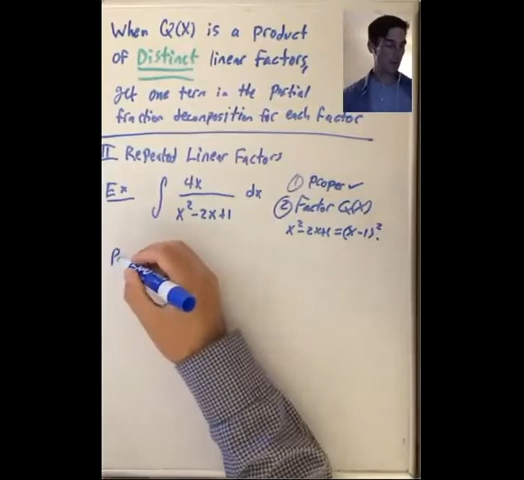 When Q(X) is a product
of Distinct linear Factors,
get one term in the Partial
fraction decomposition for each Factor
II Repeated Linear Factors
Ex ∫ 4x / x²-2x+1 dx
① Proper ✓
② Factor Q(X)
x²-2x+1=(x-1)².
P